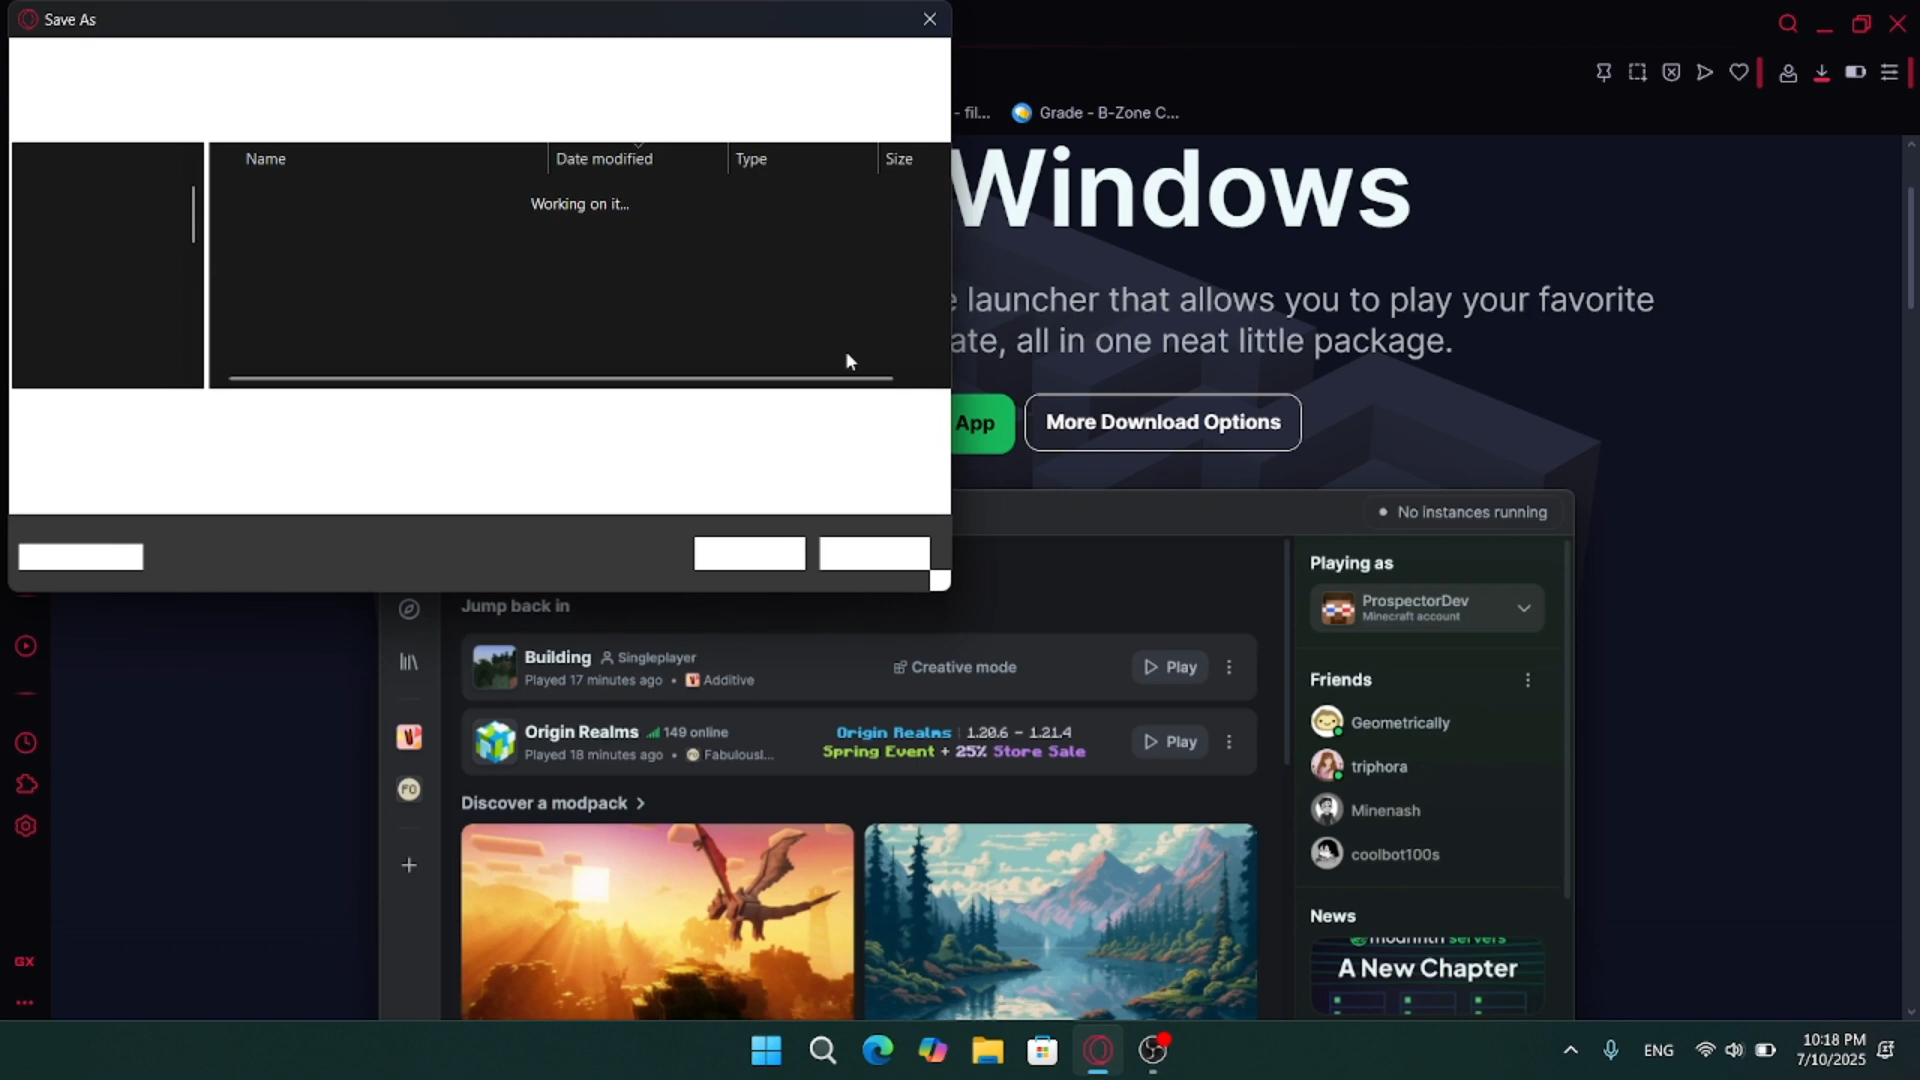 Save As
Name
Date modified
Type
Size
Working on it...
- fil...
Grade - B-Zone C...
Windows
launcher that allows you to play your favorite
ate, all in one neat little package.
App
More Download Options
No instances running
Jump back in
Building
Singleplayer
Played 17 minutes ago • Additive
Creative mode
Play
Origin Realms
149 online
Played 18 minutes ago • Fabulousl...
Origin Realms | 1.20.6 - 1.21.4
Spring Event + 25% Store Sale
Play
Discover a modpack
FO
Playing as
ProspectorDev
Minecraft account
Friends
Geometrically
triphora
Minenash
coolbot100s
News
modrinth servers
A New Chapter
GX
ENG
10:18 PM
7/10/2025